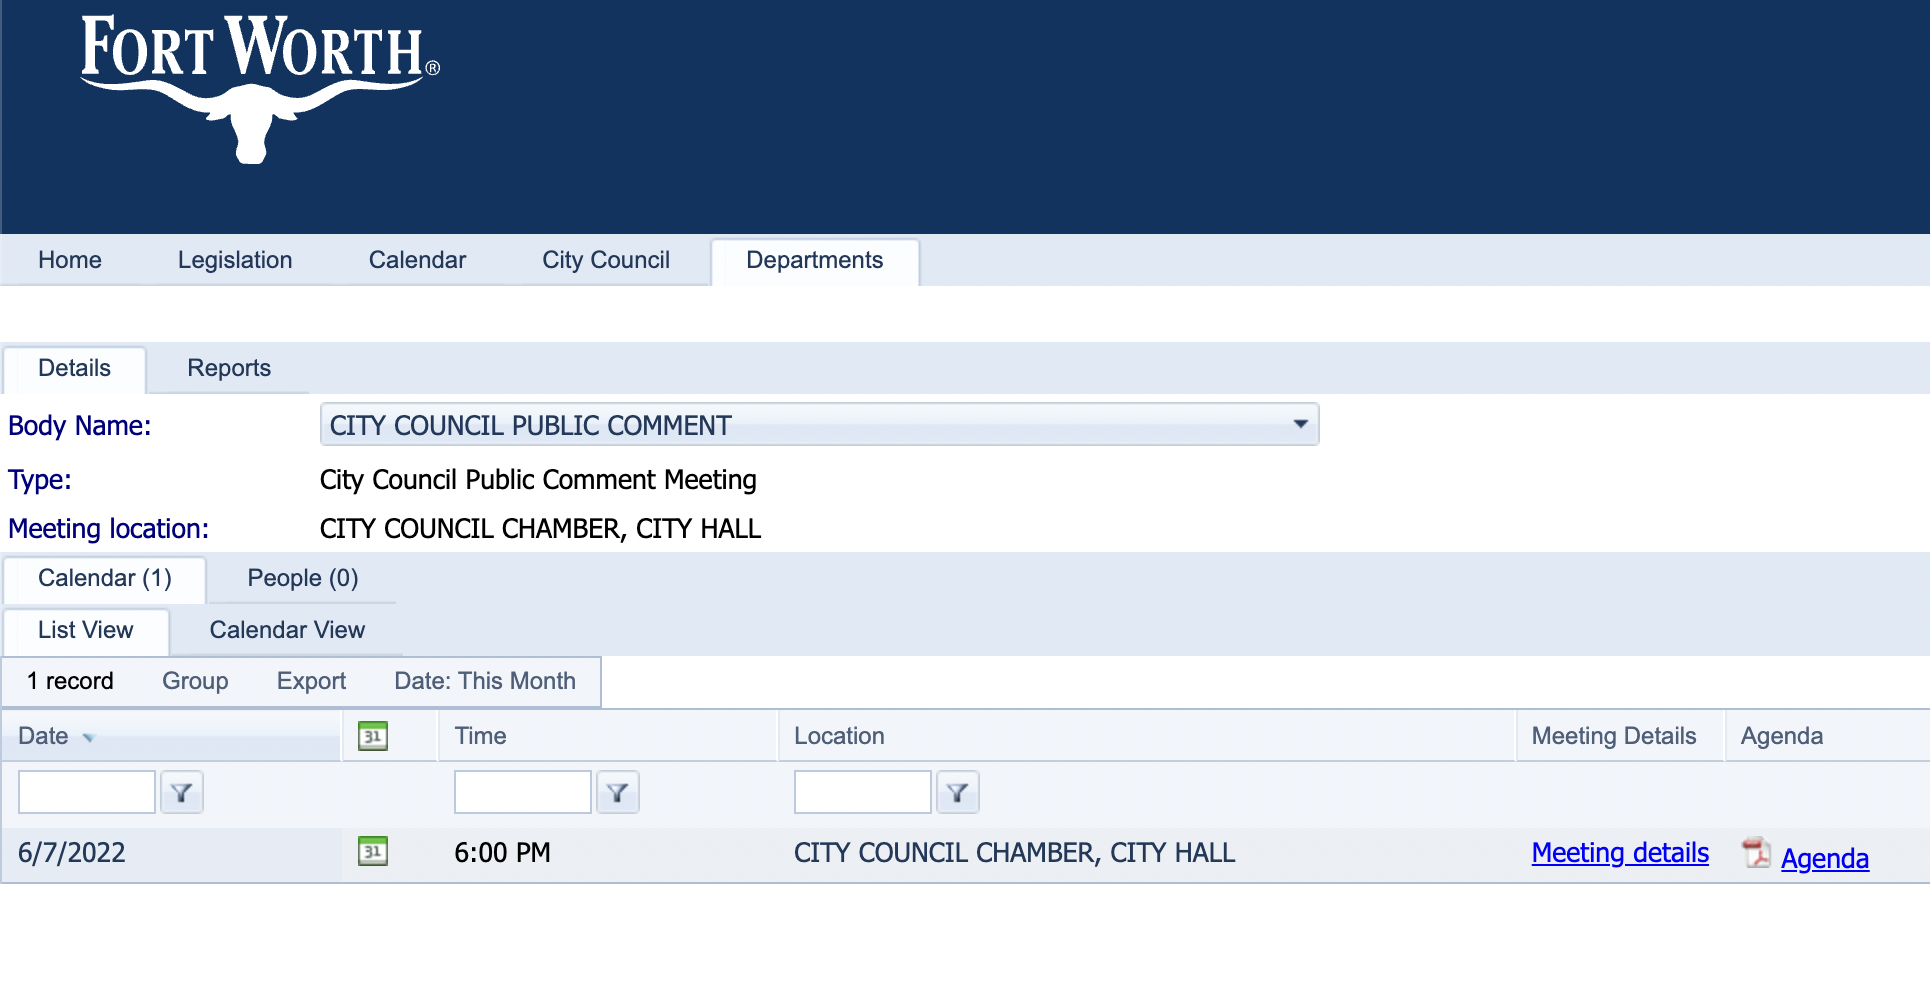 FORT WORTH®
Home Legislation Calendar City Council Departments
Details Reports
Body Name: CITY COUNCIL PUBLIC COMMENT
Type: City Council Public Comment Meeting
Meeting location: CITY COUNCIL CHAMBER, CITY HALL
Calendar (1) People (0)
List View Calendar View
1 record Group Export Date: This Month
Date 31 Time Location Meeting Details Agenda
6/7/2022 31 6:00 PM CITY COUNCIL CHAMBER, CITY HALL Meeting details Agenda